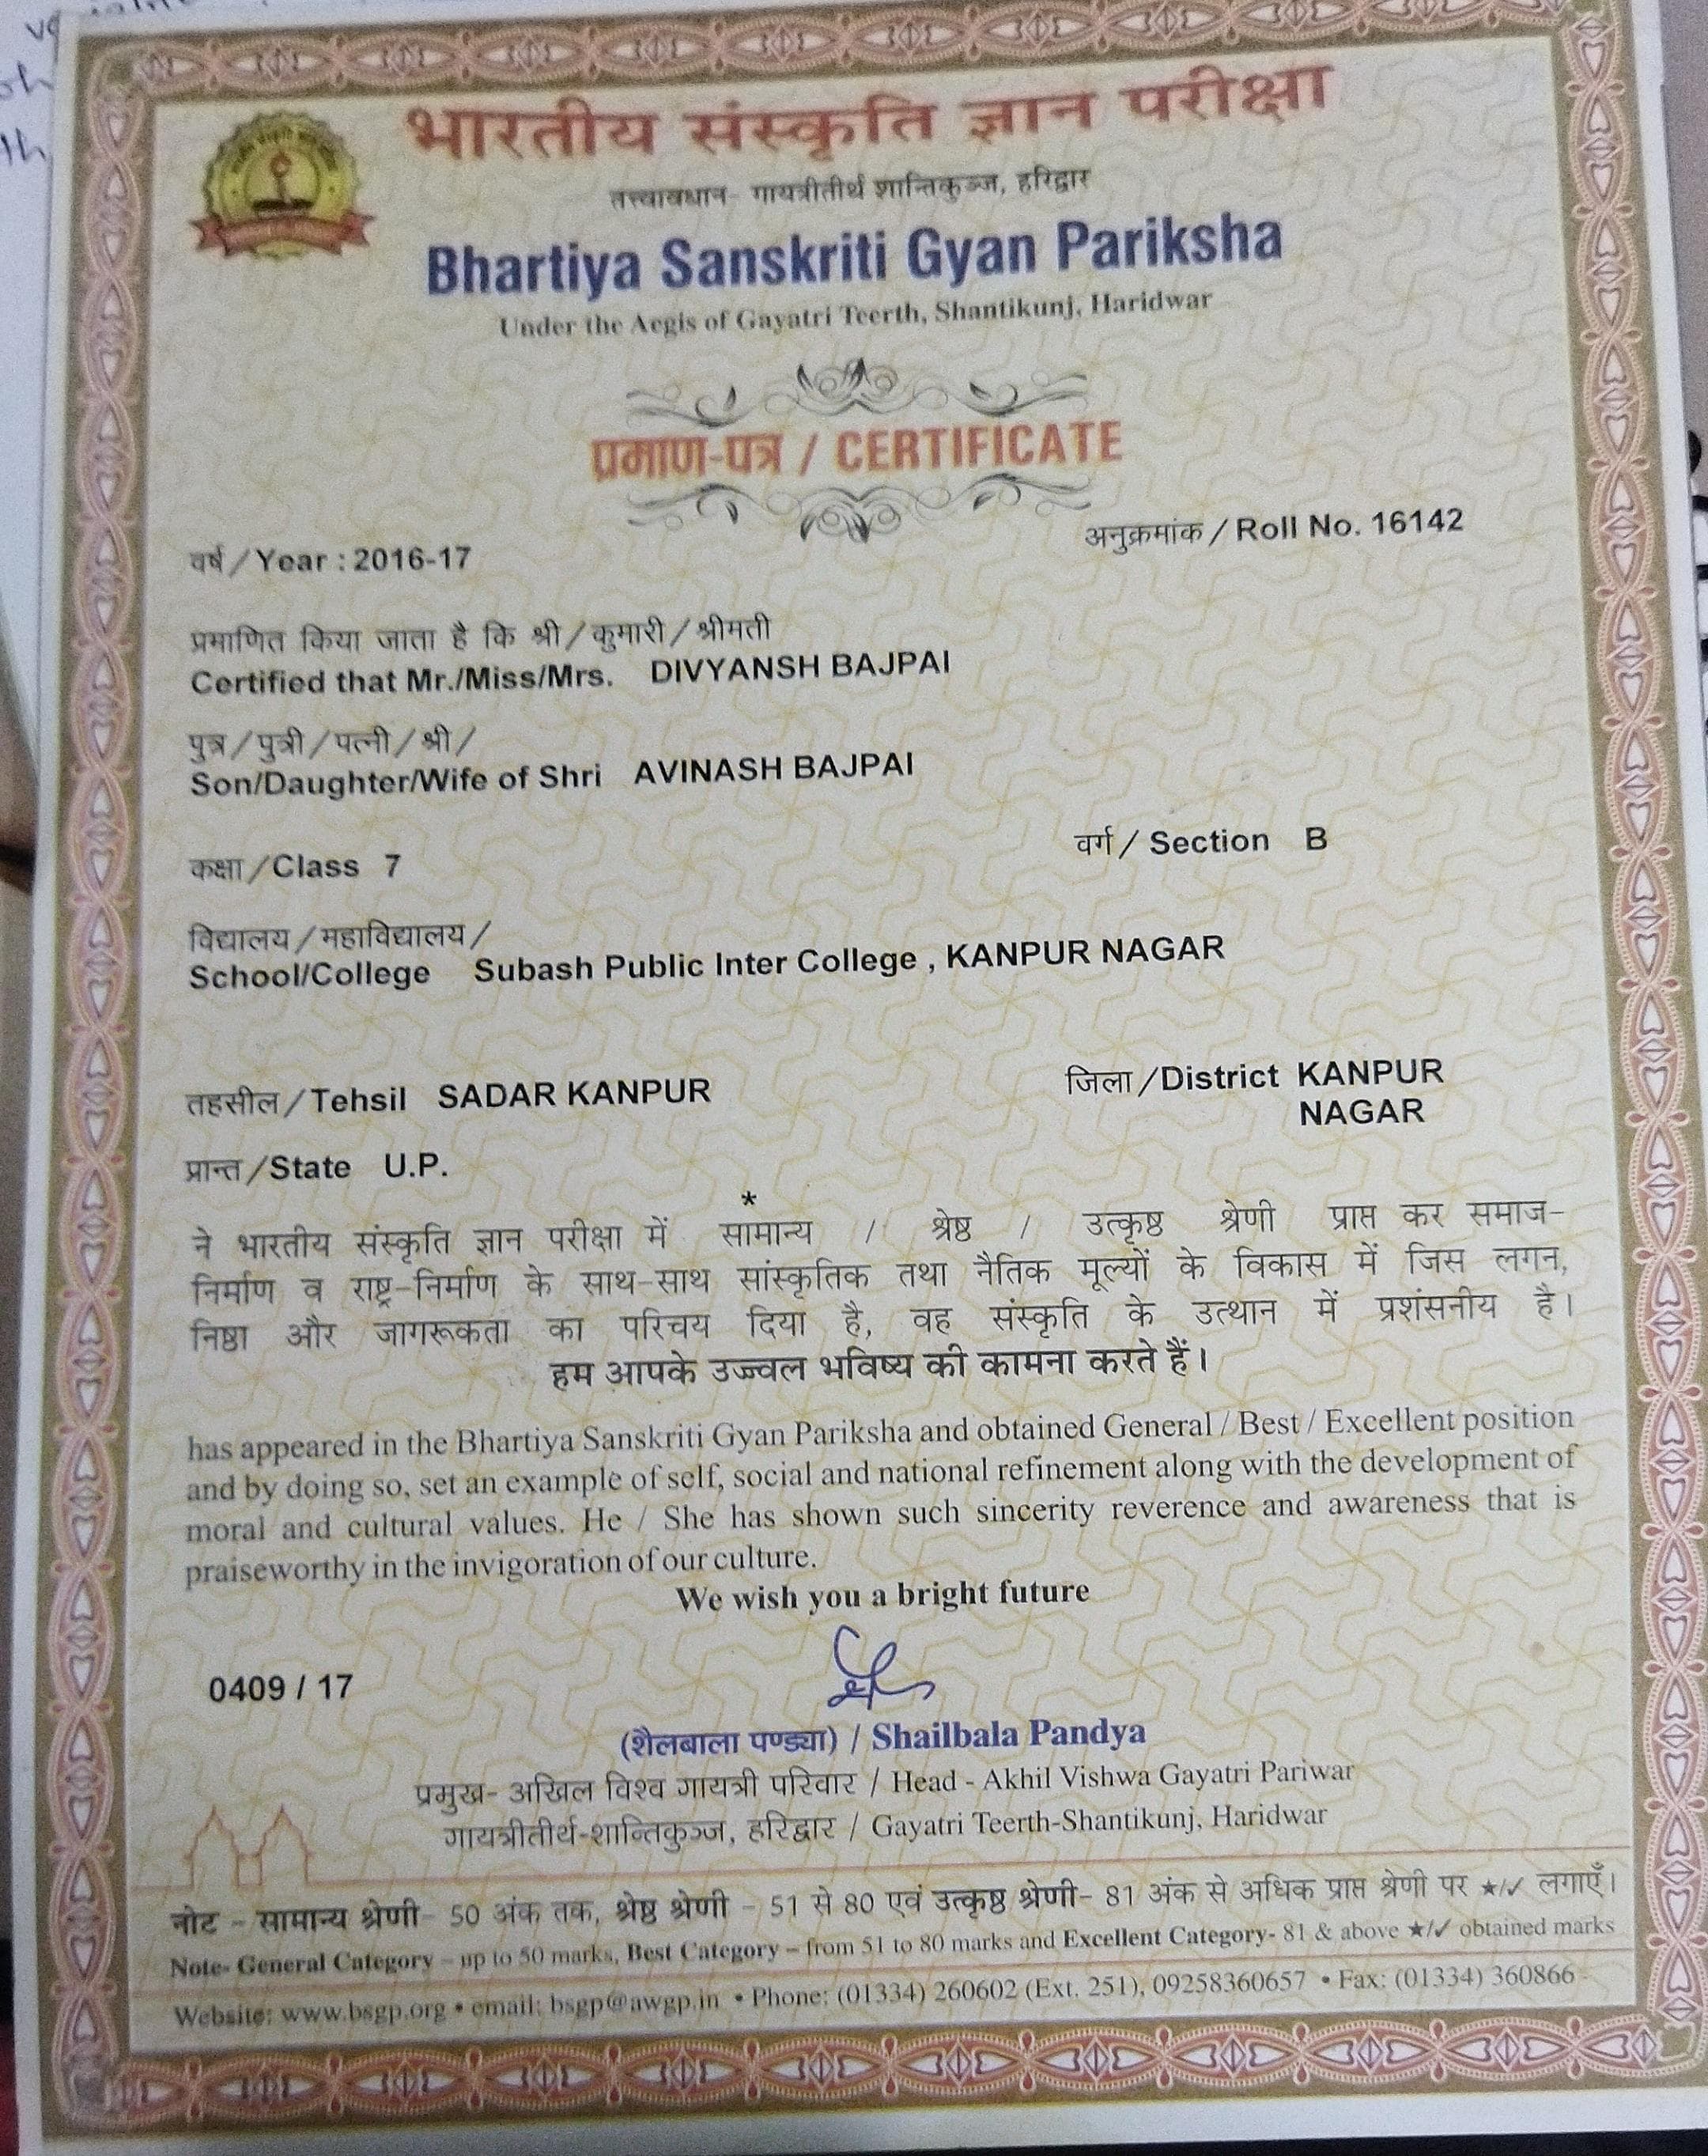 भारतीय संस्कृति ज्ञान परीक्षा
तत्त्वावधान- गायत्रीतीर्थ शान्तिकुञ्ज, हरिद्वार
Bhartiya Sanskriti Gyan Pariksha
Under the Aegis of Gayatri Teerth, Shantikunj, Haridwar
प्रमाण-पत्र / CERTIFICATE
अनुक्रमांक / Roll No. 16142
वर्ष / Year : 2016-17
प्रमाणित किया जाता है कि श्री / कुमारी / श्रीमती
Certified that Mr./Miss/Mrs. DIVYANSH BAJPAI
पुत्र / पुत्री / पत्नी / श्री /
Son/Daughter/Wife of Shri AVINASH BAJPAI
कक्षा / Class 7 वर्ग / Section B
विद्यालय / महाविद्यालय /
School/College Subash Public Inter College , KANPUR NAGAR
तहसील / Tehsil SADAR KANPUR जिला / District KANPUR
NAGAR
प्रान्त / State U.P.
*
ने भारतीय संस्कृति ज्ञान परीक्षा में सामान्य / श्रेष्ठ / उत्कृष्ठ श्रेणी प्राप्त कर समाज-
निर्माण व राष्ट्र-निर्माण के साथ-साथ सांस्कृतिक तथा नैतिक मूल्यों के विकास में जिस लगन,
निष्ठा और जागरूकता का परिचय दिया है, वह संस्कृति के उत्थान में प्रशंसनीय है।
हम आपके उज्ज्वल भविष्य की कामना करते हैं।
has appeared in the Bhartiya Sanskriti Gyan Pariksha and obtained General / Best / Excellent position
and by doing so, set an example of self, social and national refinement along with the development of
moral and cultural values. He / She has shown such sincerity reverence and awareness that is
praiseworthy in the invigoration of our culture.
We wish you a bright future
0409 / 17
(शैलबाला पण्ड्या) / Shailbala Pandya
प्रमुख- अखिल विश्व गायत्री परिवार / Head - Akhil Vishwa Gayatri Pariwar
गायत्रीतीर्थ-शान्तिकुञ्ज, हरिद्वार / Gayatri Teerth-Shantikunj, Haridwar
नोट - सामान्य श्रेणी- 50 अंक तक, श्रेष्ठ श्रेणी - 51 से 80 एवं उत्कृष्ठ श्रेणी- 81 अंक से अधिक प्राप्त श्रेणी पर ★/✓ लगाएँ।
Note- General Category – up to 50 marks, Best Category – from 51 to 80 marks and Excellent Category- 81 & above ★/✓ obtained marks
Website: www.bsgp.org • email: bsgp@awgp.in • Phone: (01334) 260602 (Ext. 251), 09258360657 • Fax: (01334) 360866